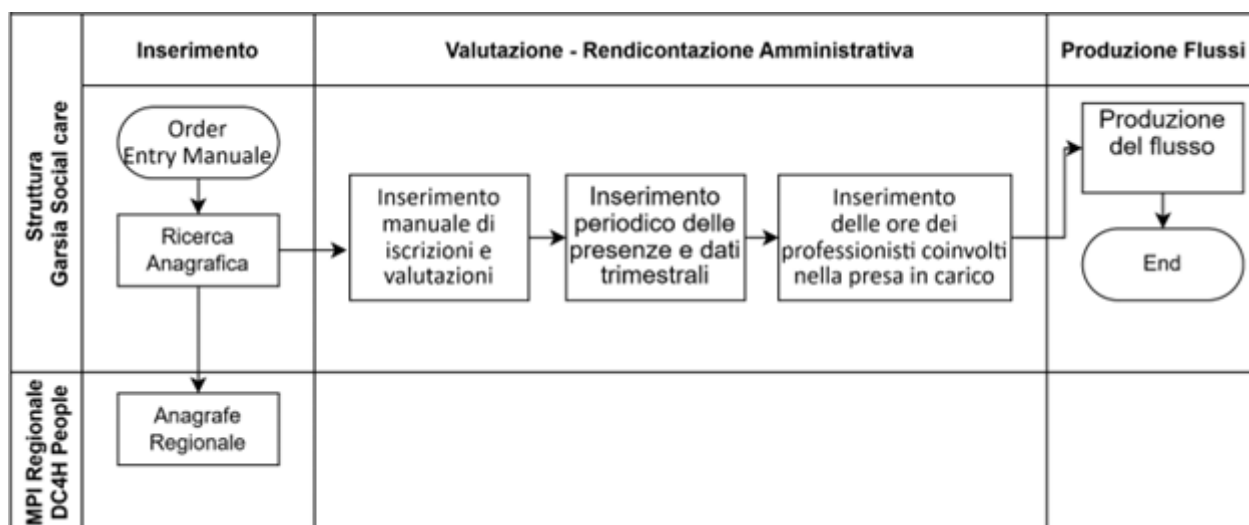 Inserimento
Valutazione - Rendicontazione Amministrativa
Produzione Flussi
Struttura
Garsia Social care
Order
Entry Manuale
Ricerca
Anagrafica
Inserimento
manuale di
iscrizioni e
valutazioni
Inserimento
periodico delle
presenze e dati
trimestrali
Inserimento
delle ore dei
professionisti coinvolti
nella presa in carico
Produzione
del flusso
End
MPI Regionale
DC4H People
Anagrafe
Regionale